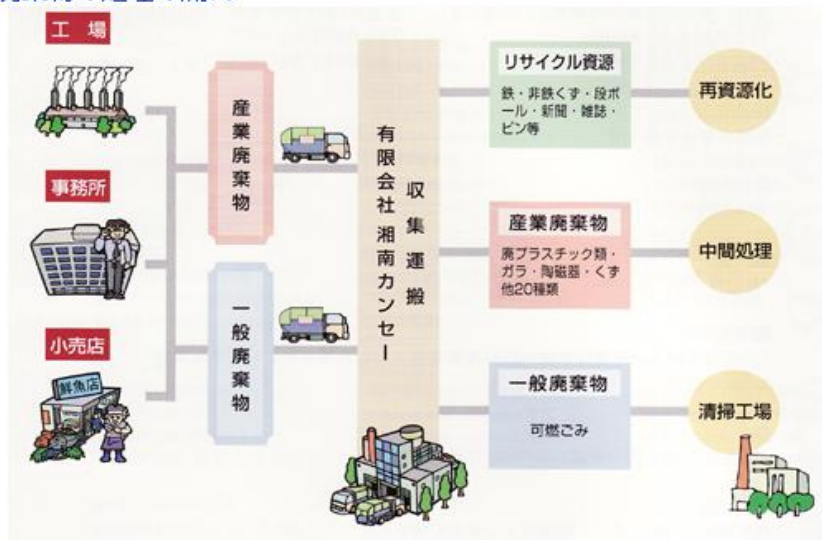 工場
事務所
小売店
鮮魚店
産業廃棄物
一般廃棄物
有限会社 湘南カンセー
収集運搬
リサイクル資源
鉄・非鉄くず・段ボ
ール・新聞・雑誌・
ビン等
再資源化
産業廃棄物
廃プラスチック類・
ガラ・陶磁器・くず
他20種類
中間処理
一般廃棄物
可燃ごみ
清掃工場